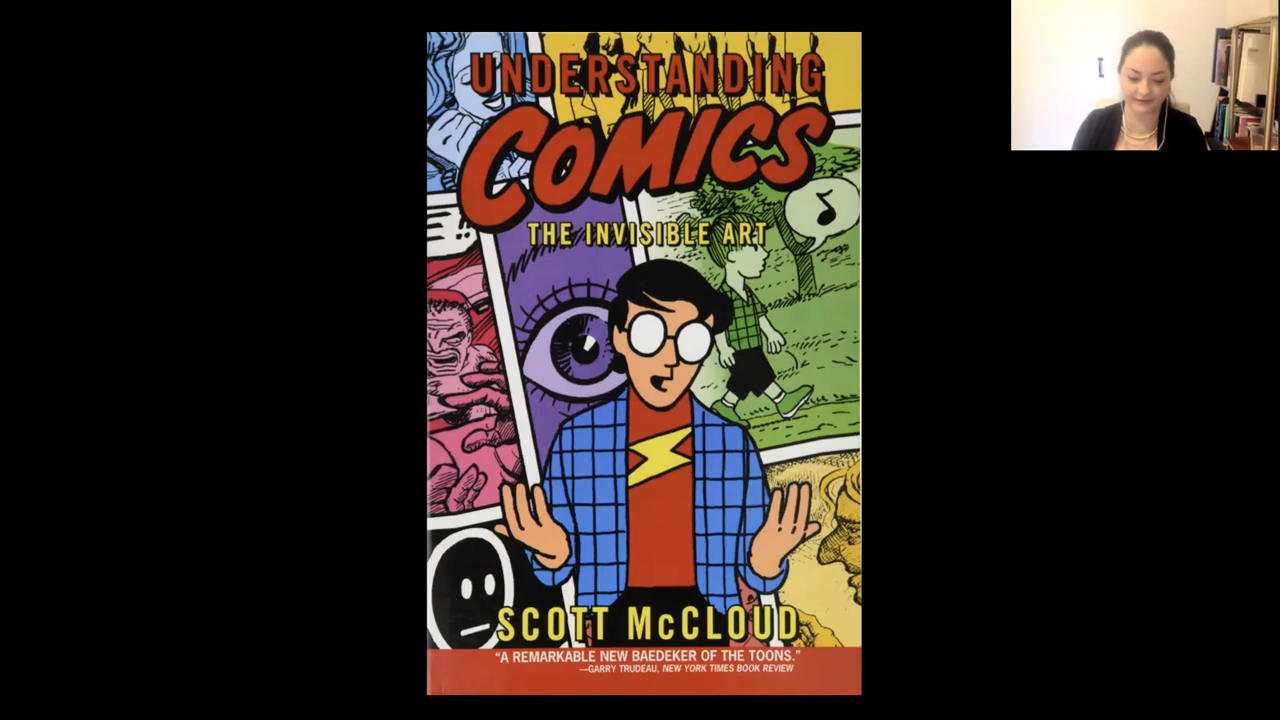 UNDERSTANDING
COMICS
THE INVISIBLE ART
SCOTT McCLOUD
"A REMARKABLE NEW BAEDEKER OF THE TOONS."
—GARRY TRUDEAU, NEW YORK TIMES BOOK REVIEW